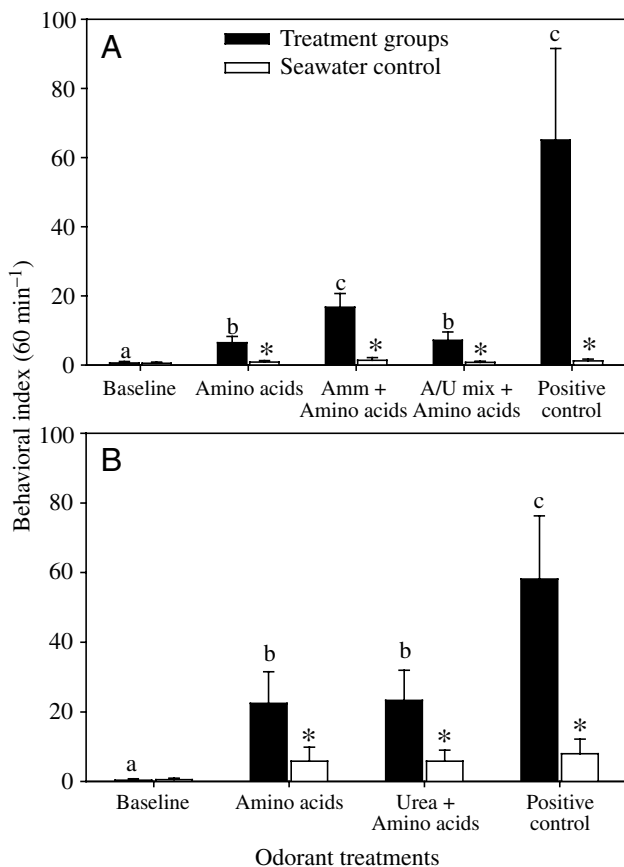 100
A
Treatment groups
Seawater control
c
80
60
40
20
0
a
b
*
c
*
b
*
*
Baseline
Amino acids
Amm +
Amino acids
A/U mix +
Amino acids
Positive
control
Behavioral index (60 min⁻¹)
100
B
80
60
40
20
0
a
b
*
b
*
c
*
Baseline
Amino acids
Urea +
Amino acids
Positive
control
Odorant treatments